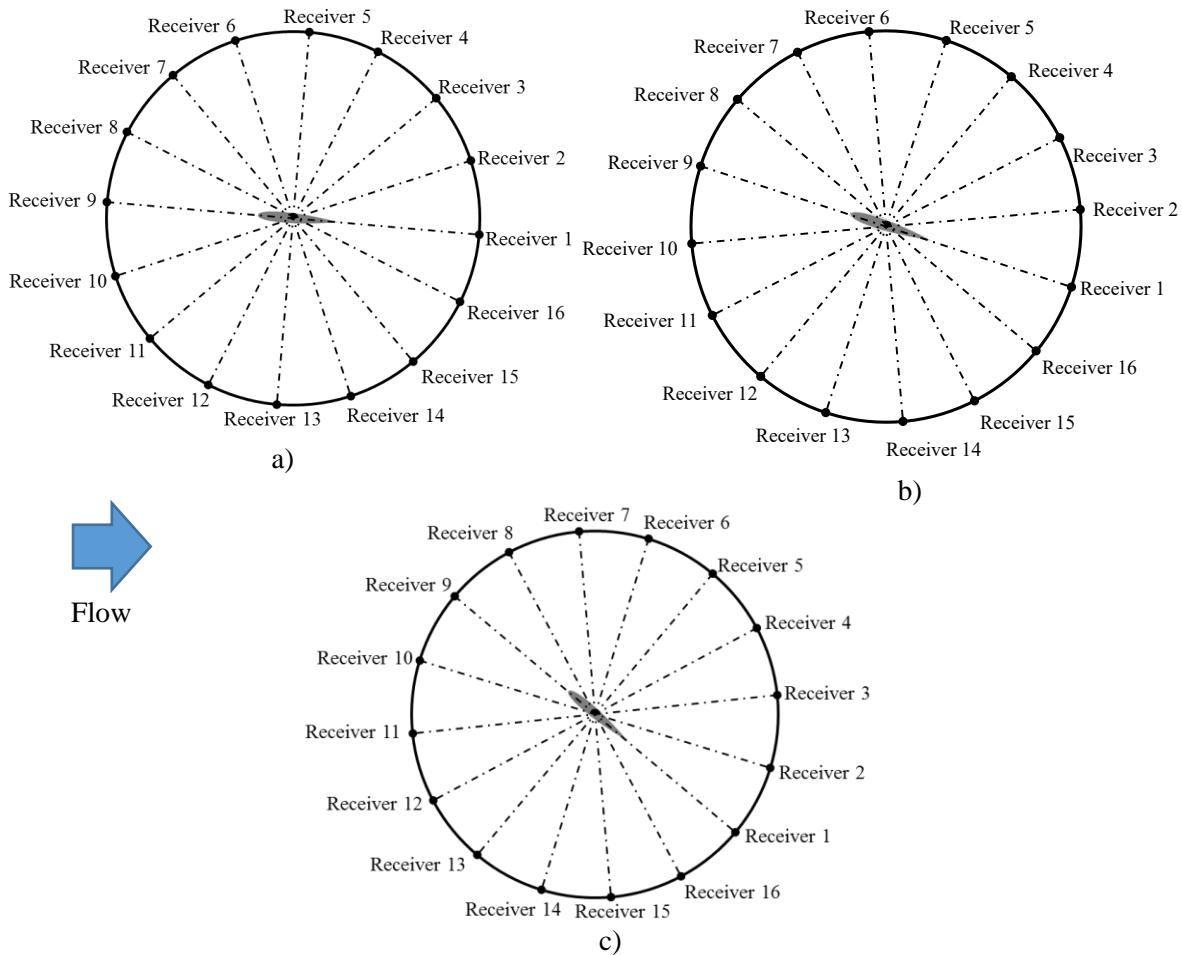 Receiver 5
Receiver 6
Receiver 4
Receiver 7
Receiver 3
Receiver 8
Receiver 2
Receiver 9
Receiver 1
Receiver 10
Receiver 16
Receiver 11
Receiver 15
Receiver 12
Receiver 14
Receiver 13
a)
Receiver 6
Receiver 5
Receiver 7
Receiver 4
Receiver 8
Receiver 3
Receiver 9
Receiver 2
Receiver 10
Receiver 1
Receiver 11
Receiver 16
Receiver 12
Receiver 15
Receiver 13
Receiver 14
b)
Flow
Receiver 7
Receiver 6
Receiver 8
Receiver 5
Receiver 9
Receiver 4
Receiver 10
Receiver 3
Receiver 11
Receiver 2
Receiver 12
Receiver 1
Receiver 13
Receiver 16
Receiver 14
Receiver 15
c)